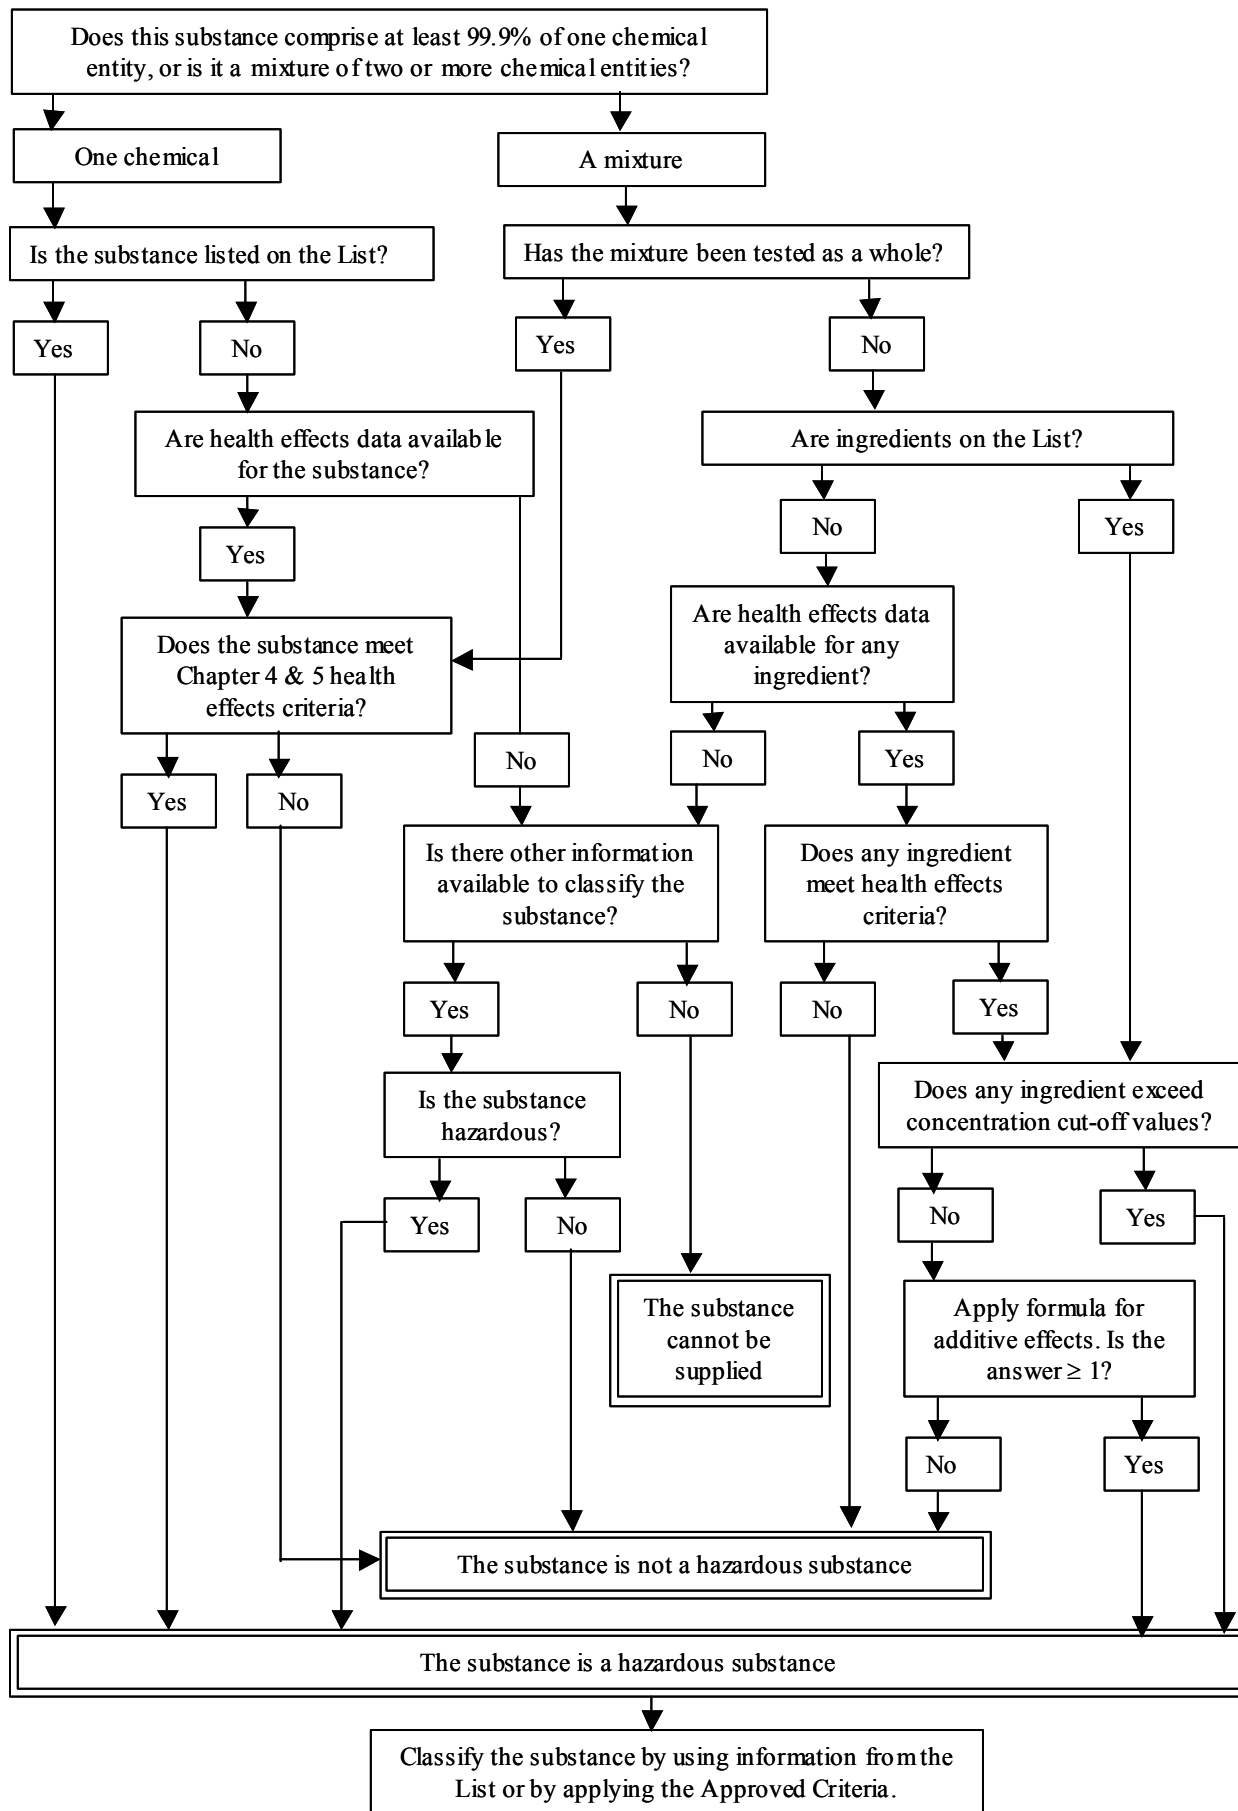 Does this substance comprise at least 99.9% of one chemical
entity, or is it a mixture of two or more chemical entities?
One chemical
A mixture
Is the substance listed on the List?
Has the mixture been tested as a whole?
Yes
No
Yes
No
Are health effects data available
for the substance?
Are ingredients on the List?
No
Yes
Yes
Are health effects data
available for any
ingredient?
Does the substance meet
Chapter 4 & 5 health
effects criteria?
No
No
Yes
Yes
No
Is there other information
available to classify the
substance?
Does any ingredient
meet health effects
criteria?
Yes
No
No
Yes
Is the substance
hazardous?
Does any ingredient exceed
concentration cut-off values?
Yes
No
No
Yes
The substance
cannot be
supplied
Apply formula for
additive effects. Is the
answer ≥ 1?
No
Yes
The substance is not a hazardous substance
The substance is a hazardous substance
Classify the substance by using information from the
List or by applying the Approved Criteria.